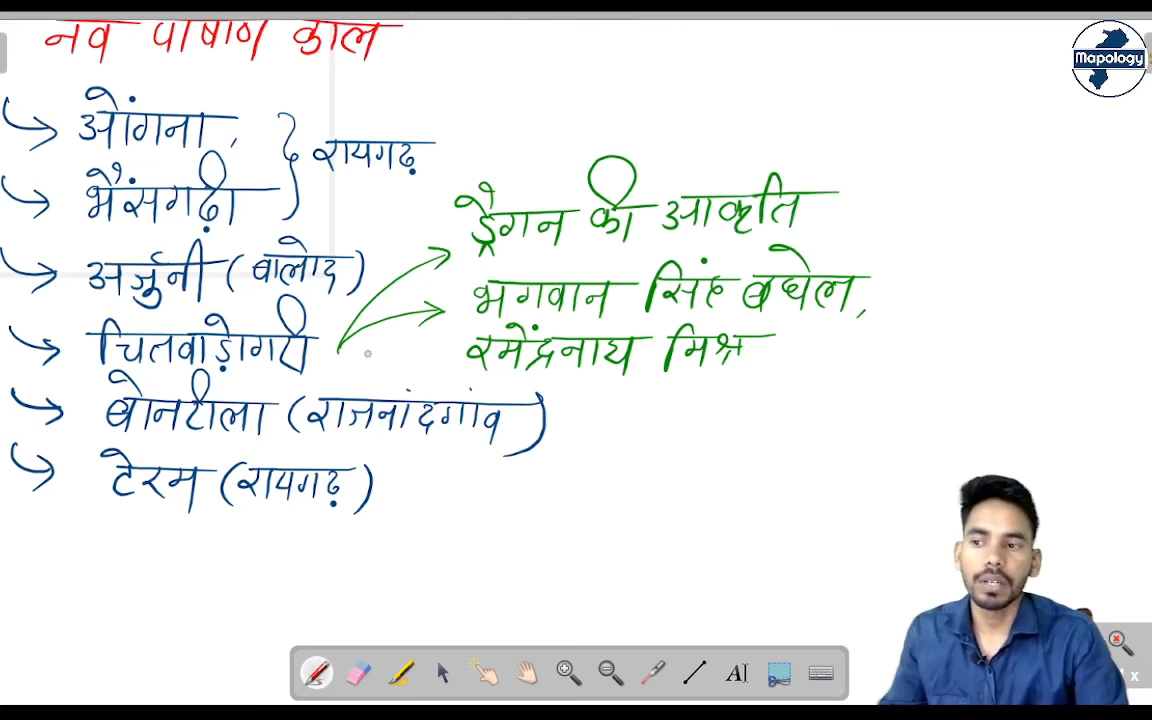 नव पाषाण काल
Mapology
ओंगना,
भैंसगढ़ी
रायगढ़
अर्जुनी (बालोद)
चितवाडोंगरी
बोनटीला (राजनांदगांव)
टेरम (रायगढ़)
ड्रैगन की आकृति
भगवान सिंह बघेल,
रमेंद्रनाथ मिश्र